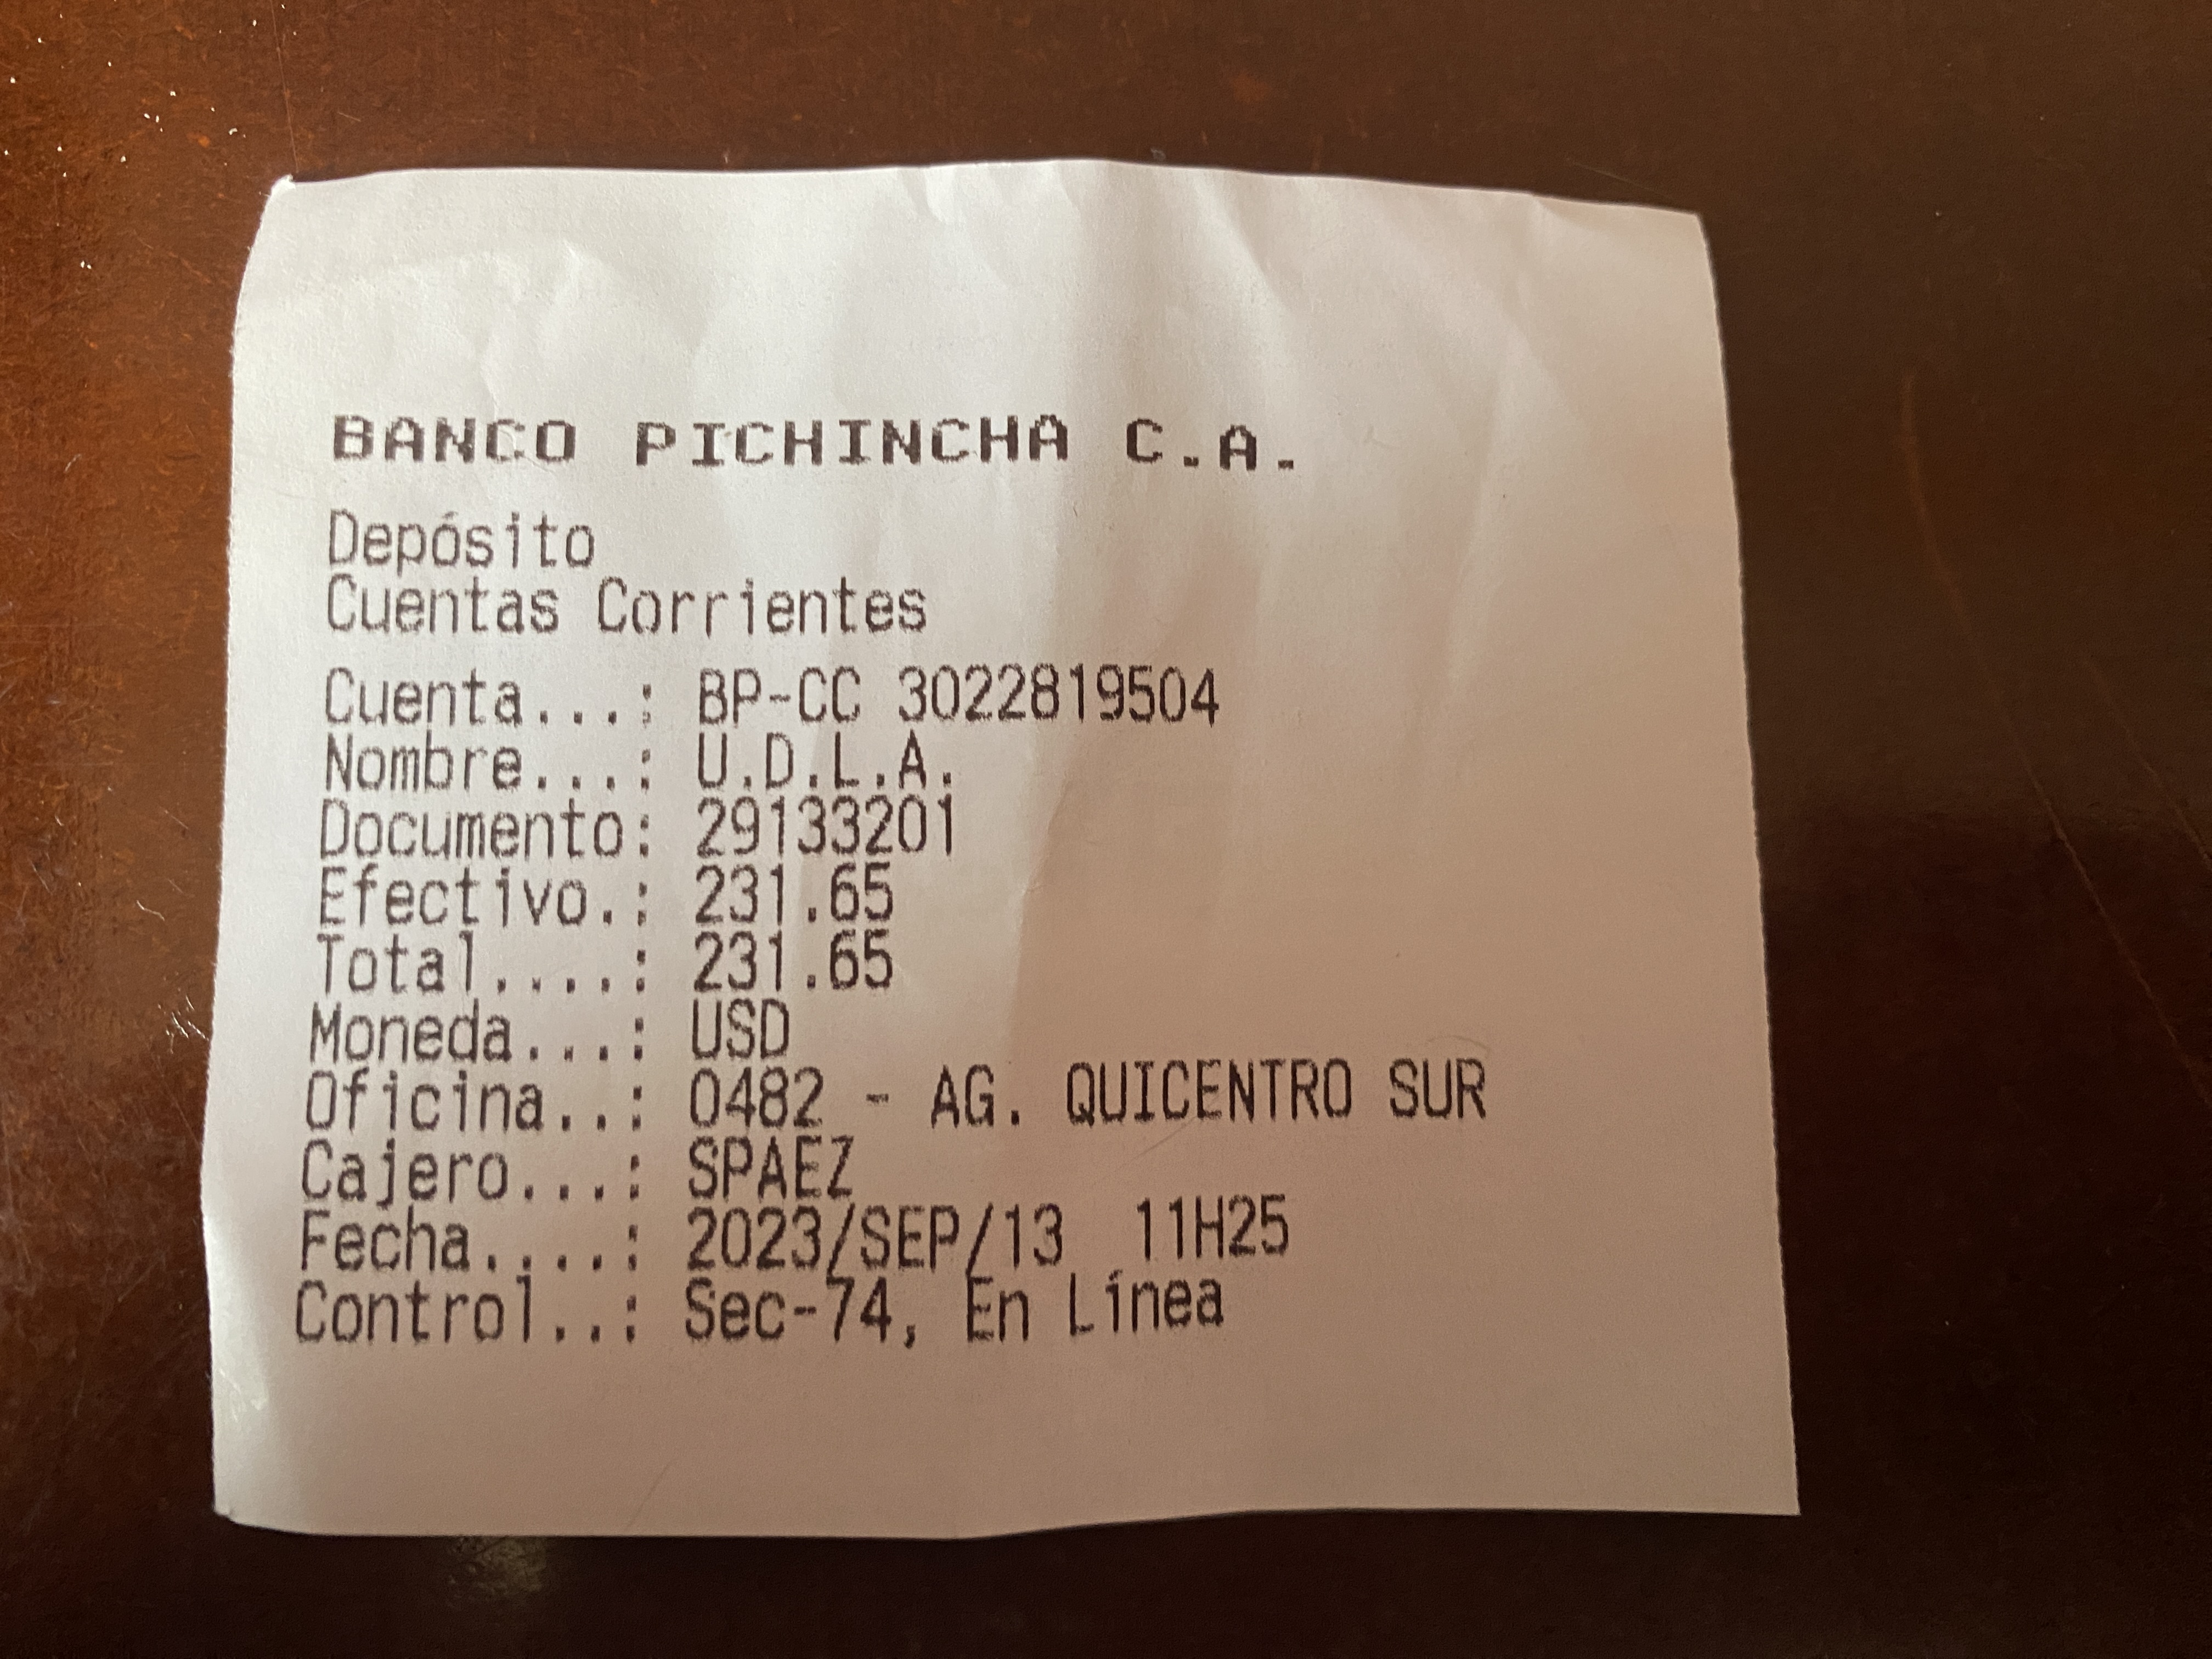 BANCO PICHINCHA C.A.
Depósito
Cuentas Corrientes
Cuenta...: BP-CC 3022819504
Nombre...: U.D.L.A.
Documento: 29133201
Efectivo.: 231.65
Total....: 231.65
Moneda...: USD
Oficina..: 0482 - AG. QUICENTRO SUR
Cajero...: SPAEZ
Fecha....: 2023/SEP/13  11H25
Control..: Sec-74, En Línea